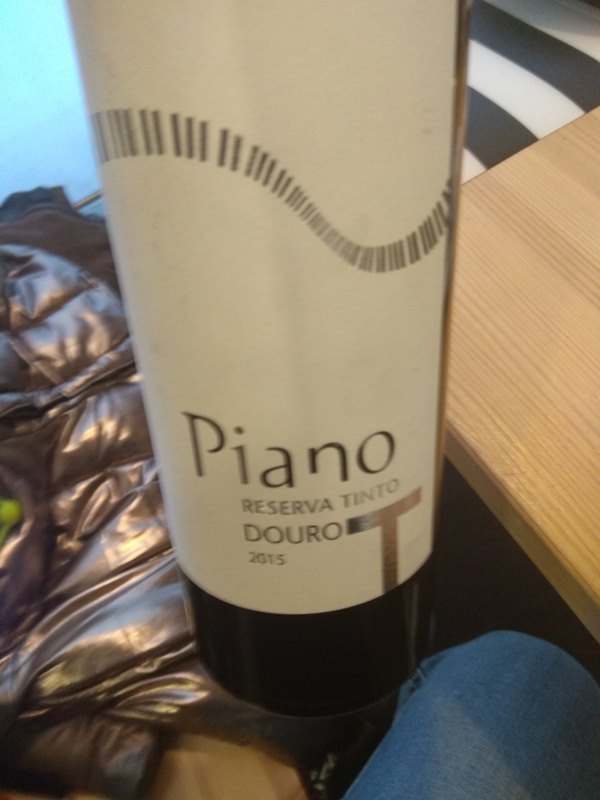 Piano
RESERVA TINTO
DOURO T
2015